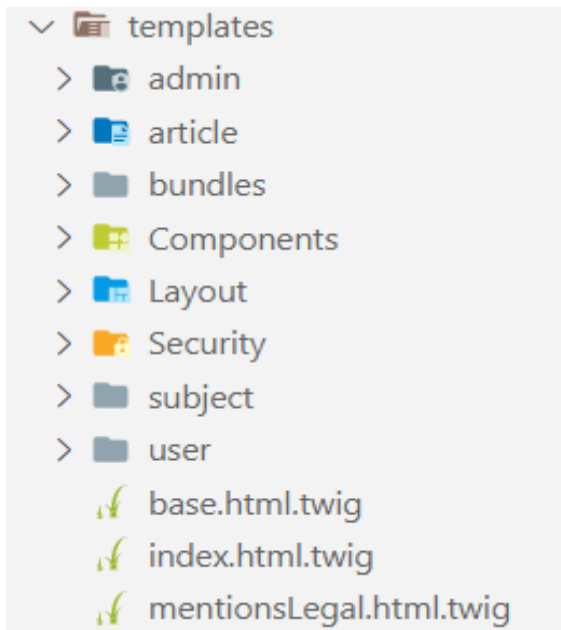 templates
admin
article
bundles
Components
Layout
Security
subject
user
base.html.twig
index.html.twig
mentionsLegal.html.twig